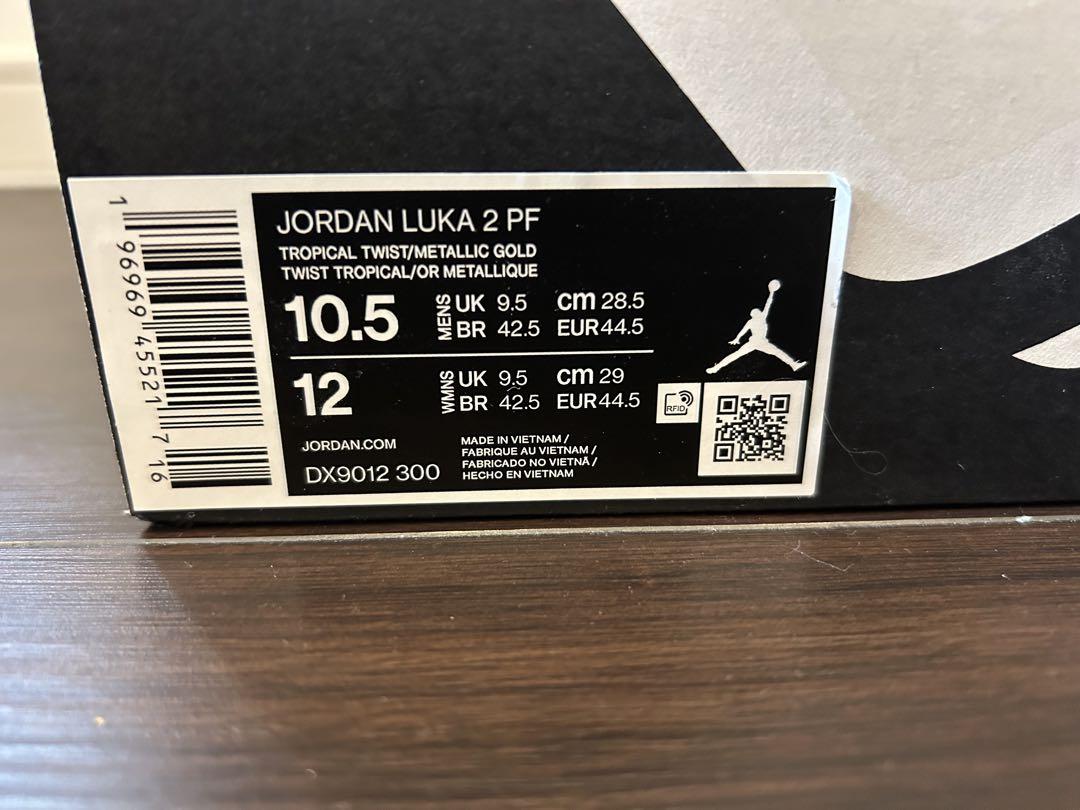 JORDAN LUKA 2 PF
TROPICAL TWIST/METALLIC GOLD
TWIST TROPICAL/OR METALLIQUE
10.5 MENS UK 9.5 cm 28.5
BR 42.5 EUR 44.5
12 WMNS UK 9.5 cm 29
BR 42.5 EUR 44.5
RFID
JORDAN.COM
DX9012 300
MADE IN VIETNAM /
FABRIQUE AU VIETNAM /
FABRICADO NO VIETNÃ /
HECHO EN VIETNAM
1 96969 45521 7 16